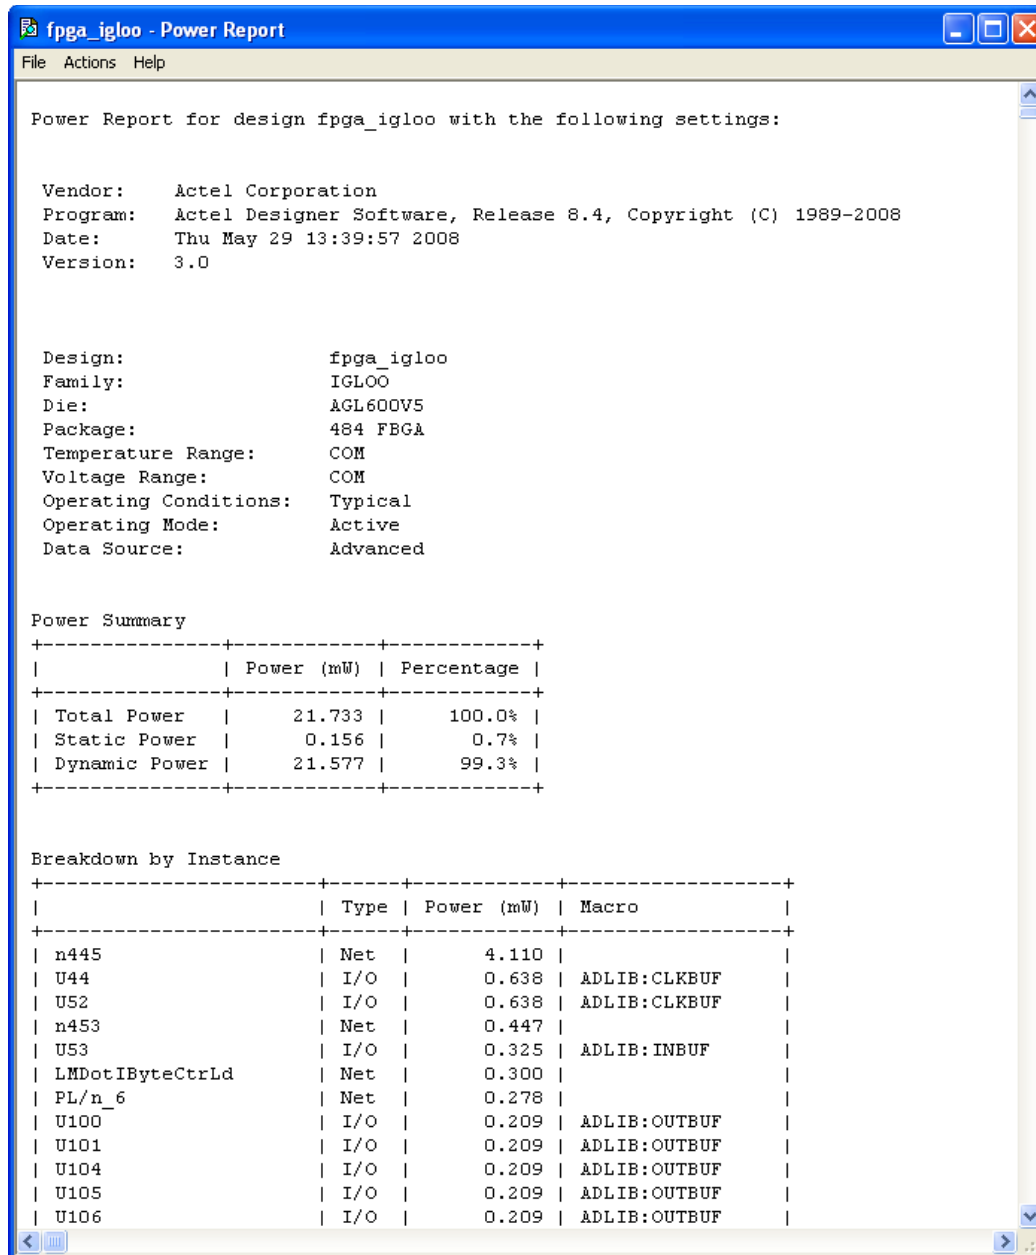 fpga_igloo - Power Report
File Actions Help
Power Report for design fpga_igloo with the following settings:
Vendor: Actel Corporation
Program: Actel Designer Software, Release 8.4, Copyright (C) 1989-2008
Date: Thu May 29 13:39:57 2008
Version: 3.0
Design: fpga_igloo
Family: IGLOO
Die: AGL600V5
Package: 484 FBGA
Temperature Range: COM
Voltage Range: COM
Operating Conditions: Typical
Operating Mode: Active
Data Source: Advanced
Power Summary
+----------------+-------------+------------+
| | Power (mW) | Percentage |
+----------------+-------------+------------+
| Total Power | 21.733 | 100.0% |
| Static Power | 0.156 | 0.7% |
| Dynamic Power | 21.577 | 99.3% |
+----------------+-------------+------------+
Breakdown by Instance
+-----------------------+------+------------+------------------+
| | Type | Power (mW) | Macro |
+-----------------------+------+------------+------------------+
| n445 | Net | 4.110 | |
| U44 | I/O | 0.638 | ADLIB:CLKBUF |
| U52 | I/O | 0.638 | ADLIB:CLKBUF |
| n453 | Net | 0.447 | |
| U53 | I/O | 0.325 | ADLIB:INBUF |
| LMDotIByteCtrLd | Net | 0.300 | |
| PL/n_6 | Net | 0.278 | |
| U100 | I/O | 0.209 | ADLIB:OUTBUF |
| U101 | I/O | 0.209 | ADLIB:OUTBUF |
| U104 | I/O | 0.209 | ADLIB:OUTBUF |
| U105 | I/O | 0.209 | ADLIB:OUTBUF |
| U106 | I/O | 0.209 | ADLIB:OUTBUF |